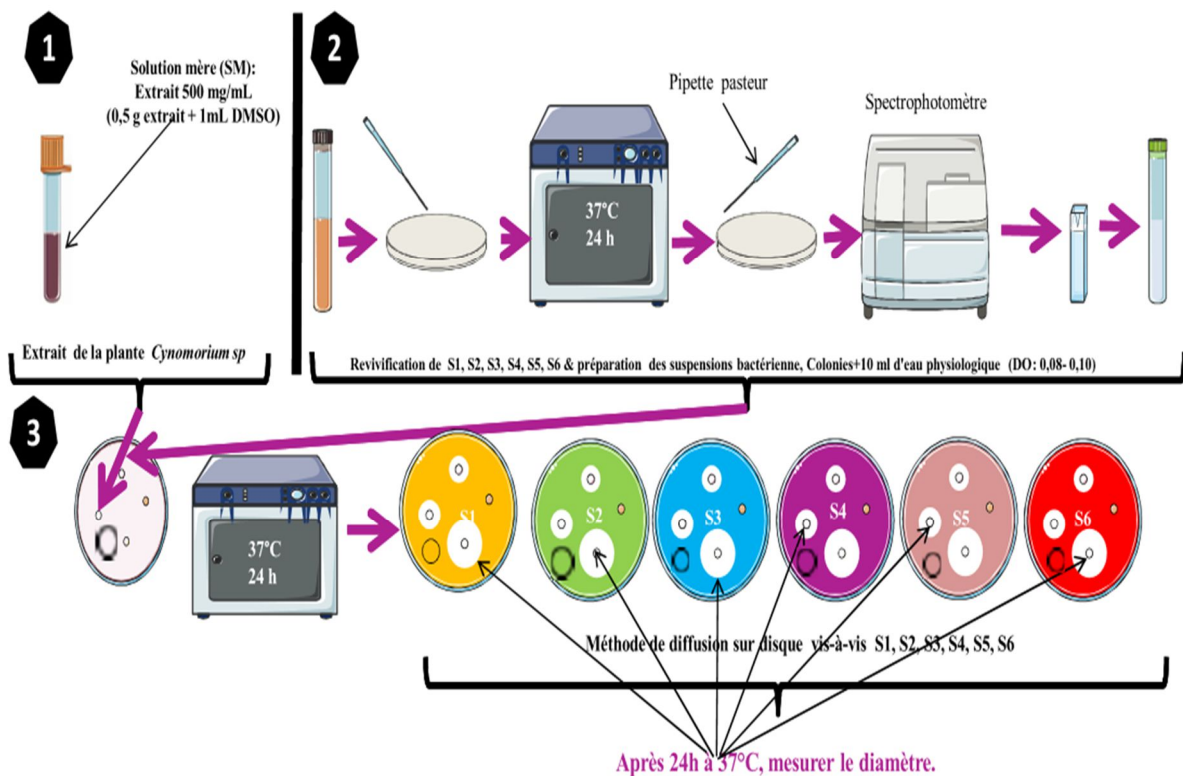 1
Solution mère (SM):
Extrait 500 mg/mL
(0,5 g extrait + 1mL DMSO)
Extrait de la plante Cynomorium sp
2
Pipette pasteur
Spectrophotomètre
37°C
24 h
Revivification de S1, S2, S3, S4, S5, S6 & préparation des suspensions bactérienne, Colonies+10 ml d'eau physiologique (DO: 0,08- 0,10)
3
37°C
24 h
S1
S2
S3
S4
S5
S6
Méthode de diffusion sur disque vis-à-vis S1, S2, S3, S4, S5, S6
Après 24h à 37°C, mesurer le diamètre.